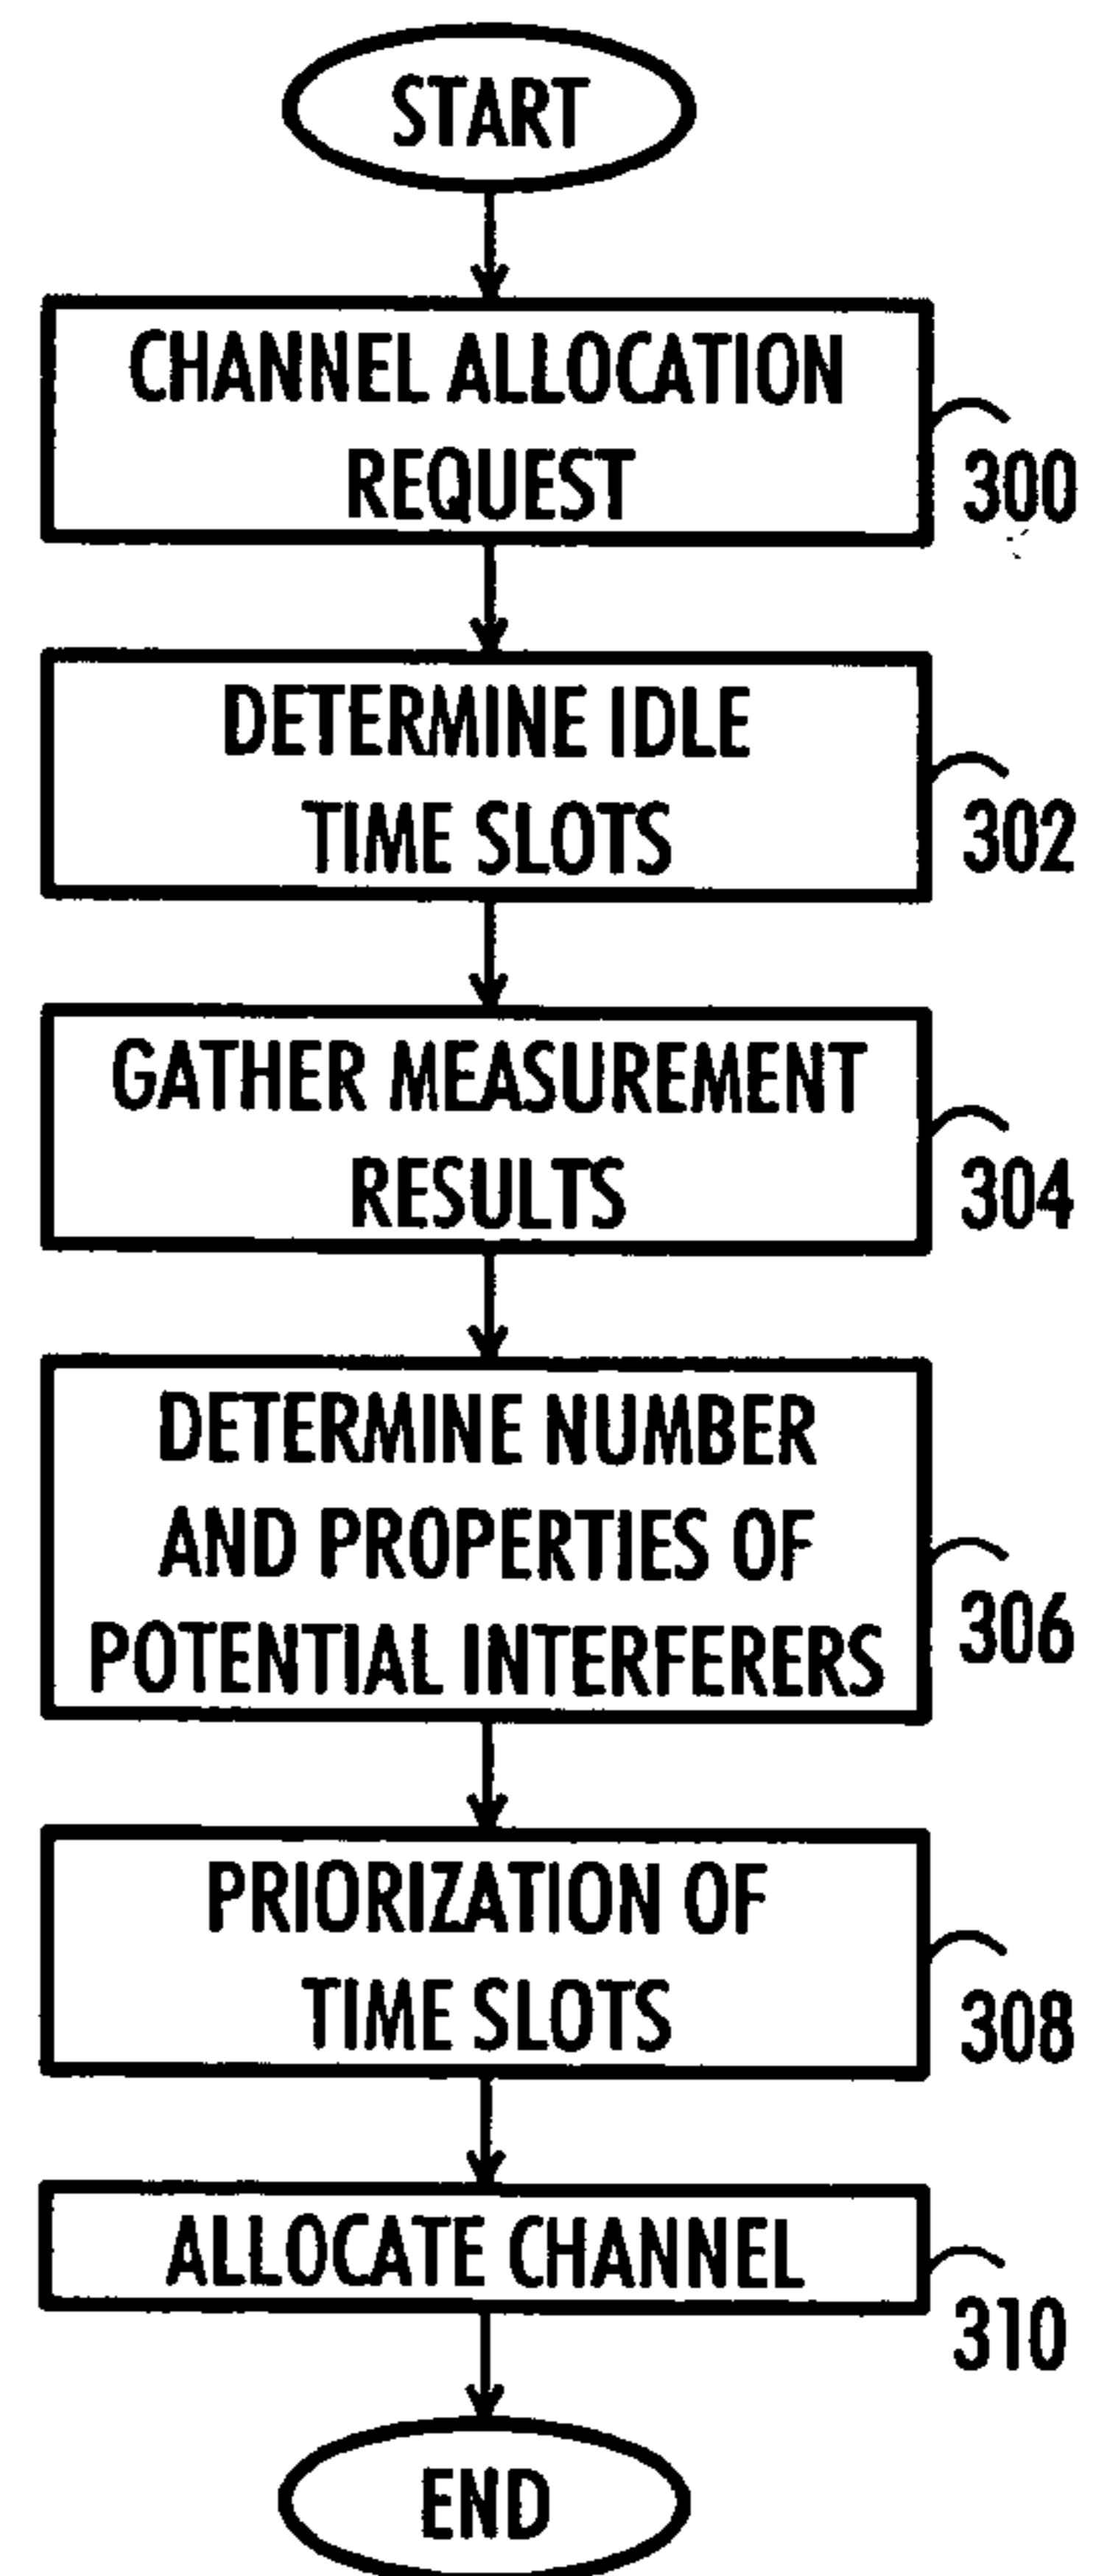 START
CHANNEL ALLOCATION
REQUEST
300
DETERMINE IDLE
TIME SLOTS
302
GATHER MEASUREMENT
RESULTS
304
DETERMINE NUMBER
AND PROPERTIES OF
POTENTIAL INTERFERERS
306
PRIORIZATION OF
TIME SLOTS
308
ALLOCATE CHANNEL
310
END